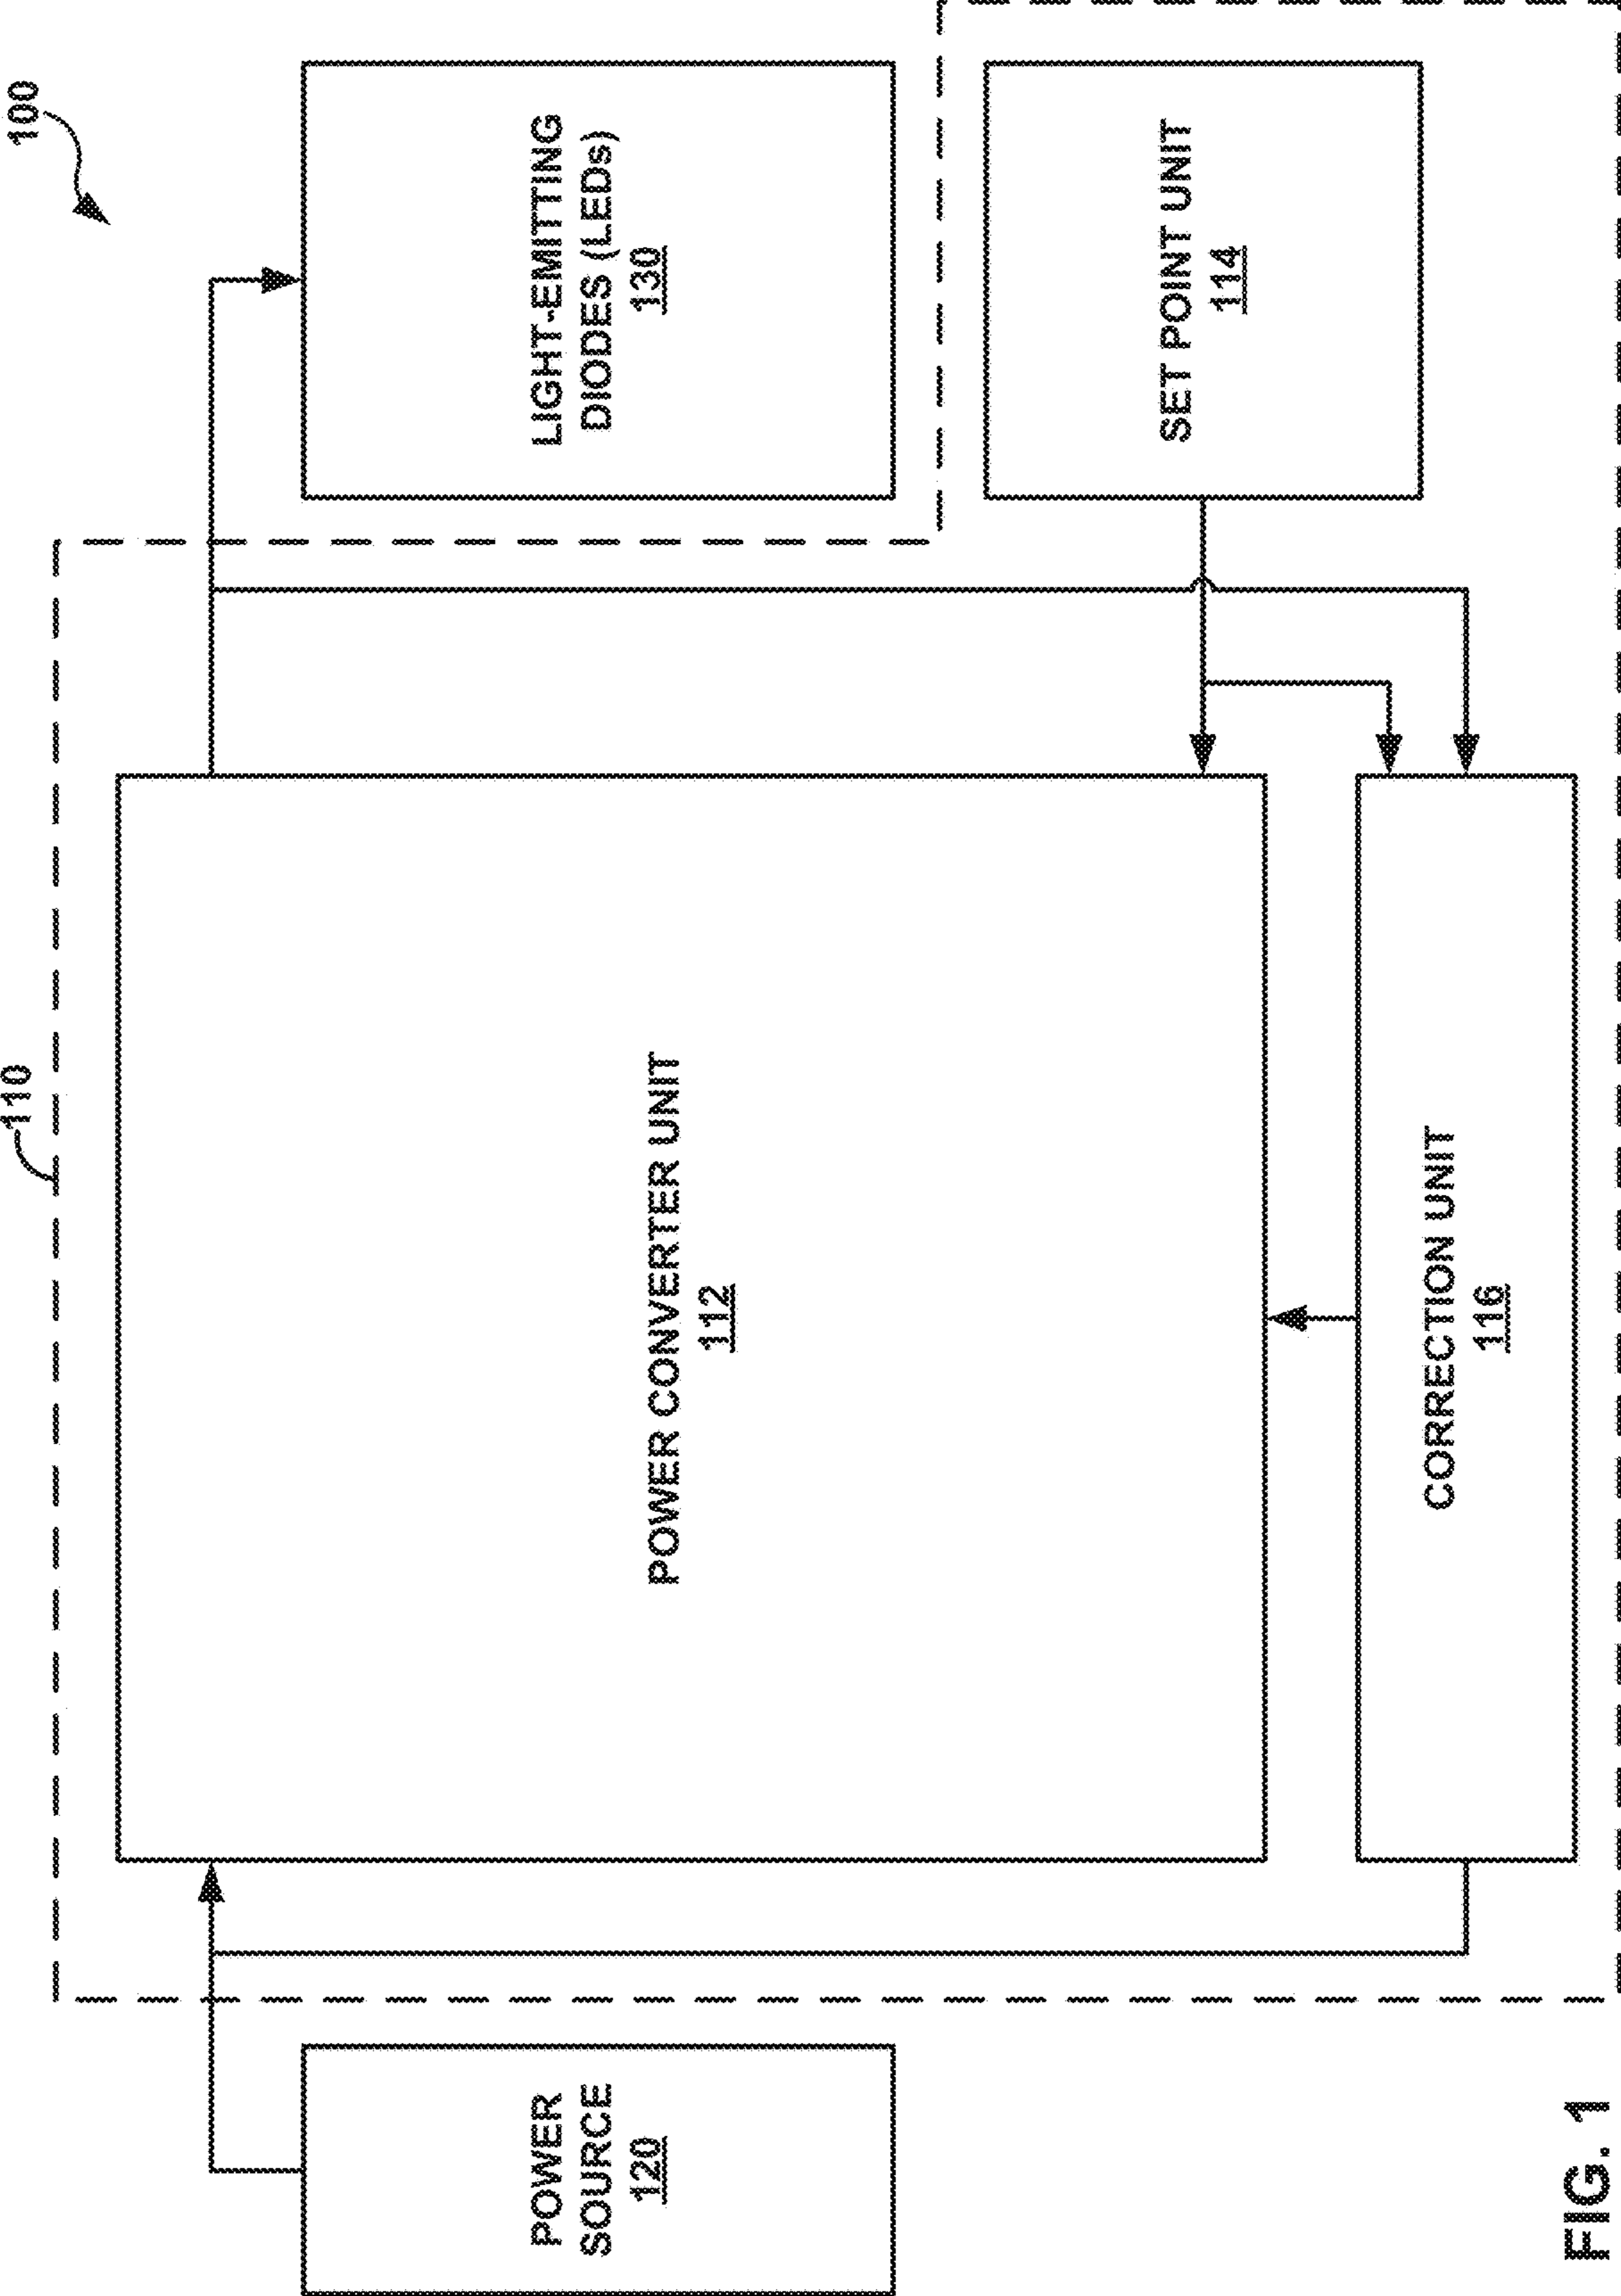 100
110
POWER
SOURCE
120
POWER CONVERTER UNIT
112
LIGHT-EMITTING
DIODES (LEDs)
130
SET POINT UNIT
114
CORRECTION UNIT
116
FIG. 1